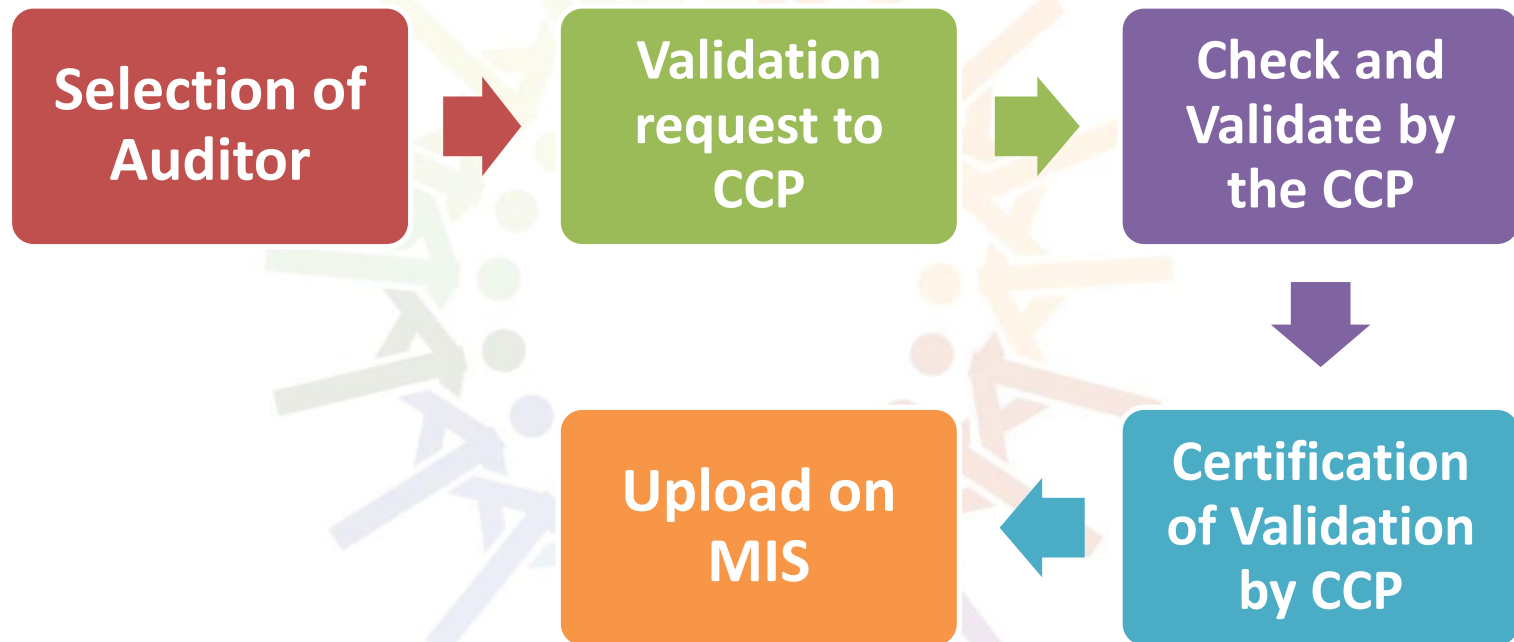 Selection of
Auditor
Validation
request to
CCP
Check and
Validate by
the CCP
Certification
of Validation
by CCP
Upload on
MIS